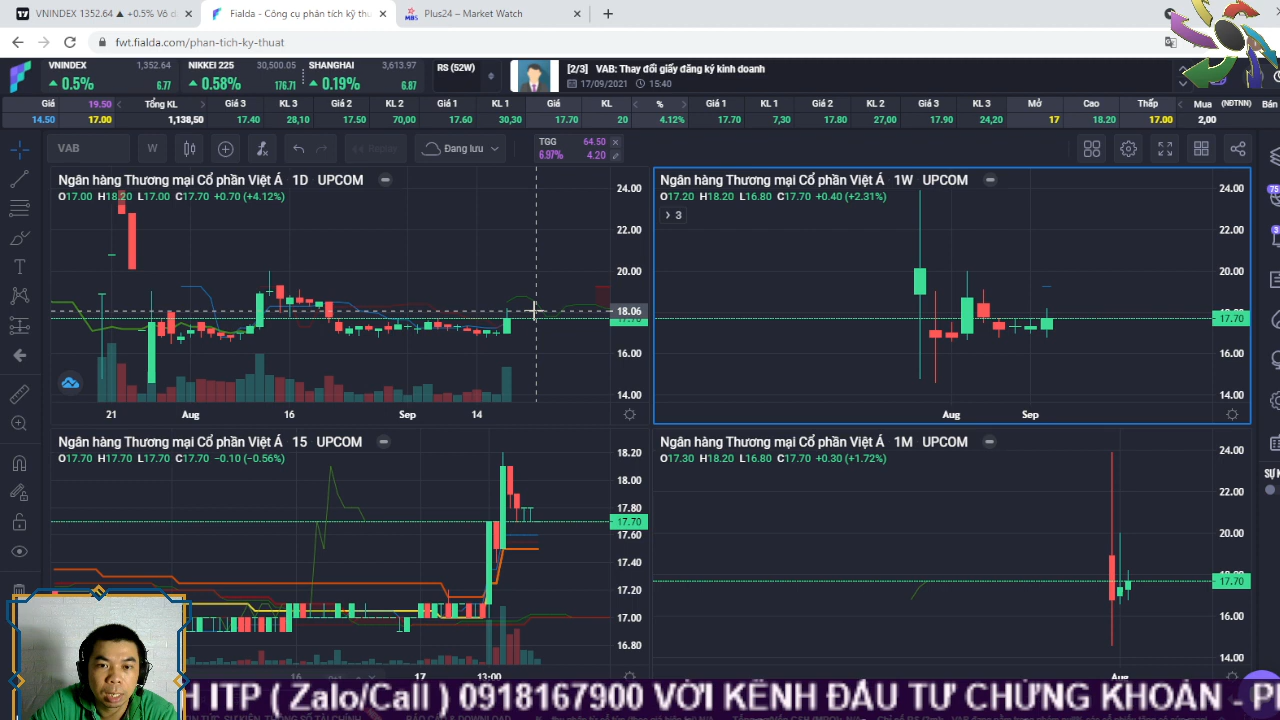 VNINDEX 1352.64 ▲ +0.5% Vô d
Fialda - Công cụ phân tích kỹ thu
Plus24 – Market Watch
fwt.fialda.com/phan-tich-ky-thuat
VNINDEX 1,352.64
0.5% 6.77
NIKKEI 225 30,500.05
0.58% 176.71
SHANGHAI 3,613.97
0.19% 6.87
RS (52W)
[2/3] VAB: Thay đổi giấy đăng ký kinh doanh
17/09/2021 15:40
Giá 19.50 Tổng KL Giá 3 KL 3 Giá 2 KL 2 Giá 1 KL 1 Giá KL % Giá 1 KL 1 Giá 2 KL 2 Giá 3 KL 3 Mở Cao Thấp Mua (NĐTNN) Bán
14.50 17.00 1,138,50 17.40 28,10 17.50 70,00 17.60 30,30 17.70 20 4.12% 17.70 7,30 17.80 27,00 17.90 24,20 17 18.20 17.00 2,00
VAB W Replay Đang lưu
TGG 64.50
6.97% 4.20
Ngân hàng Thương mại Cổ phần Việt Á 1D UPCOM
O17.00 H18.20 L17.00 C17.70 +0.70 (+4.12%)
24.00
22.00
20.00
18.06
17.70
16.00
14.00
21 Aug 16 Sep 14
Ngân hàng Thương mại Cổ phần Việt Á 1W UPCOM
O17.20 H18.20 L16.80 C17.70 +0.40 (+2.31%)
3
24.00
22.00
20.00
17.70
16.00
14.00
Aug Sep
Ngân hàng Thương mại Cổ phần Việt Á 15 UPCOM
O17.70 H17.70 L17.70 C17.70 −0.10 (−0.56%)
18.20
18.00
17.80
17.70
17.60
17.40
17.20
17.00
16.80
16 17 13:00
Ngân hàng Thương mại Cổ phần Việt Á 1M UPCOM
O17.30 H18.20 L16.80 C17.70 +0.30 (+1.72%)
24.00
22.00
20.00
17.70
16.00
14.00
Aug
75
3
SỰ K
H ITP ( Zalo/Call ) 0918167900 VỚI KÊNH ĐẦU TƯ CHỨNG KHOÁN - P